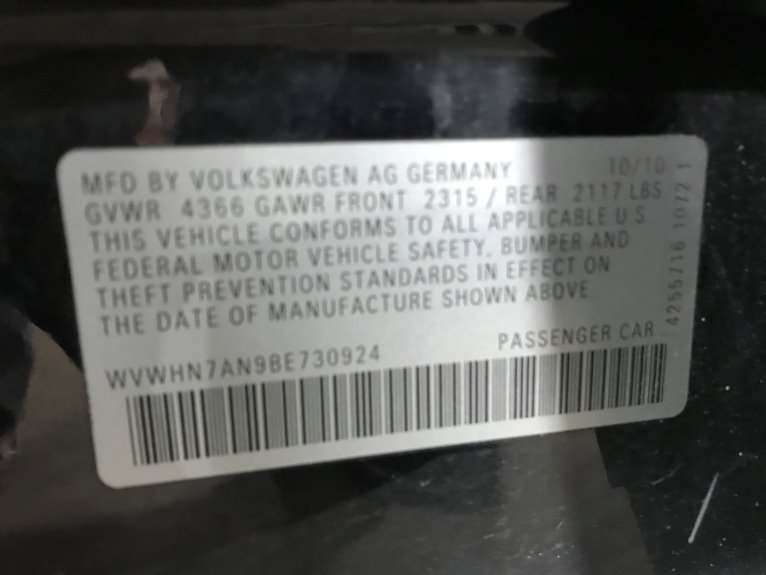 MFD BY VOLKSWAGEN AG GERMANY 10/10
GVWR 4366 GAWR FRONT 2315 / REAR 2117 LBS
THIS VEHICLE CONFORMS TO ALL APPLICABLE U S
FEDERAL MOTOR VEHICLE SAFETY, BUMPER AND
THEFT PREVENTION STANDARDS IN EFFECT ON
THE DATE OF MANUFACTURE SHOWN ABOVE
WVWHN7AN9BE730924 PASSENGER CAR
4255716 1072 1